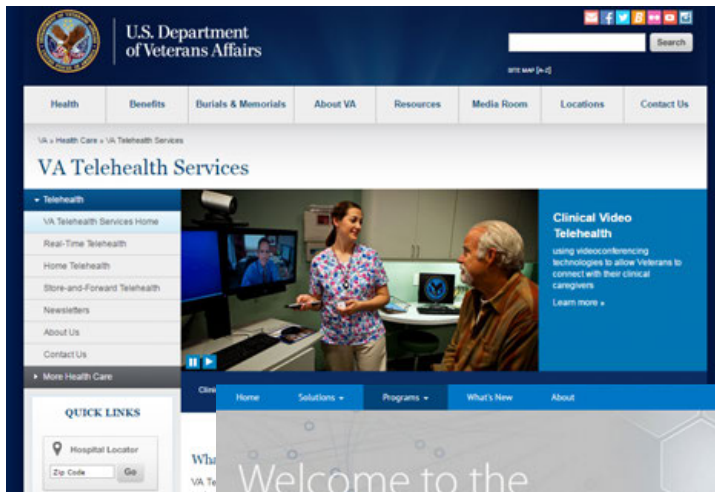 U.S. Department
of Veterans Affairs
Search
SITE MAP [A-Z]
Health
Benefits
Burials & Memorials
About VA
Resources
Media Room
Locations
Contact Us
VA » Health Care » VA Telehealth Services
VA Telehealth Services
Telehealth
VA Telehealth Services Home
Real-Time Telehealth
Home Telehealth
Store-and-Forward Telehealth
Newsletters
About Us
Contact Us
More Health Care
Clinical Video
Telehealth
using videoconferencing
technologies to allow Veterans to
connect with their clinical
caregivers
Learn more »
QUICK LINKS
Hospital Locator
Zip Code
Go
Home
Solutions
Programs
What's New
About
Welcome to the